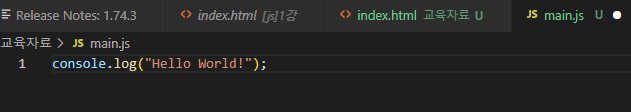 Release Notes: 1.74.3 index.html [js]1강 index.html 교육자료 U JS main.js U
교육자료 > JS main.js
1 console.log("Hello World!");